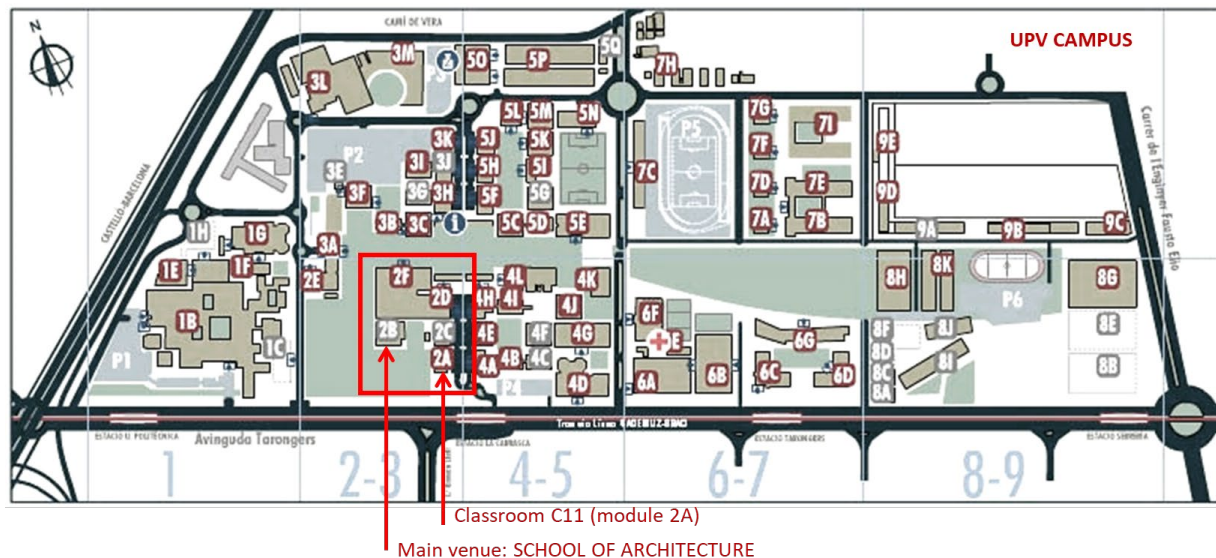 N
CAMÍ DE VERA
UPV CAMPUS
5Q
3M
5O
5P
7H
3L
P3
5L
5M
5N
7G
7I
P5
3K
5J
5K
7F
9E
P2
3I
3J
5H
5I
7C
3E
3F
3G
3H
5F
5G
7D
7E
9D
CASTELLO-BARCELONA
Carrer de l'Enginyer Fausto Elio
1H
1G
3B
3C
i
5C
5D
5E
7A
7B
9A
9B
9C
3A
1E
1F
2E
2F
4L
4K
8H
8K
8G
2D
4H
4I
4J
P6
1B
2B
2C
4E
4F
4G
6F
6G
8F
8J
8E
1C
P1
2A
4A
4B
4C
8D
8I
8B
6A
6B
6C
6D
8C
P4
4D
8A
ESTACIÓ U. POLITÈCNICA
Avinguda Tarongers
ESTACIÓ LA CARRASCA
ESTACIÓ TARONGERS
1
2-3
4-5
6-7
8-9
Classroom C11 (module 2A)
Main venue: SCHOOL OF ARCHITECTURE